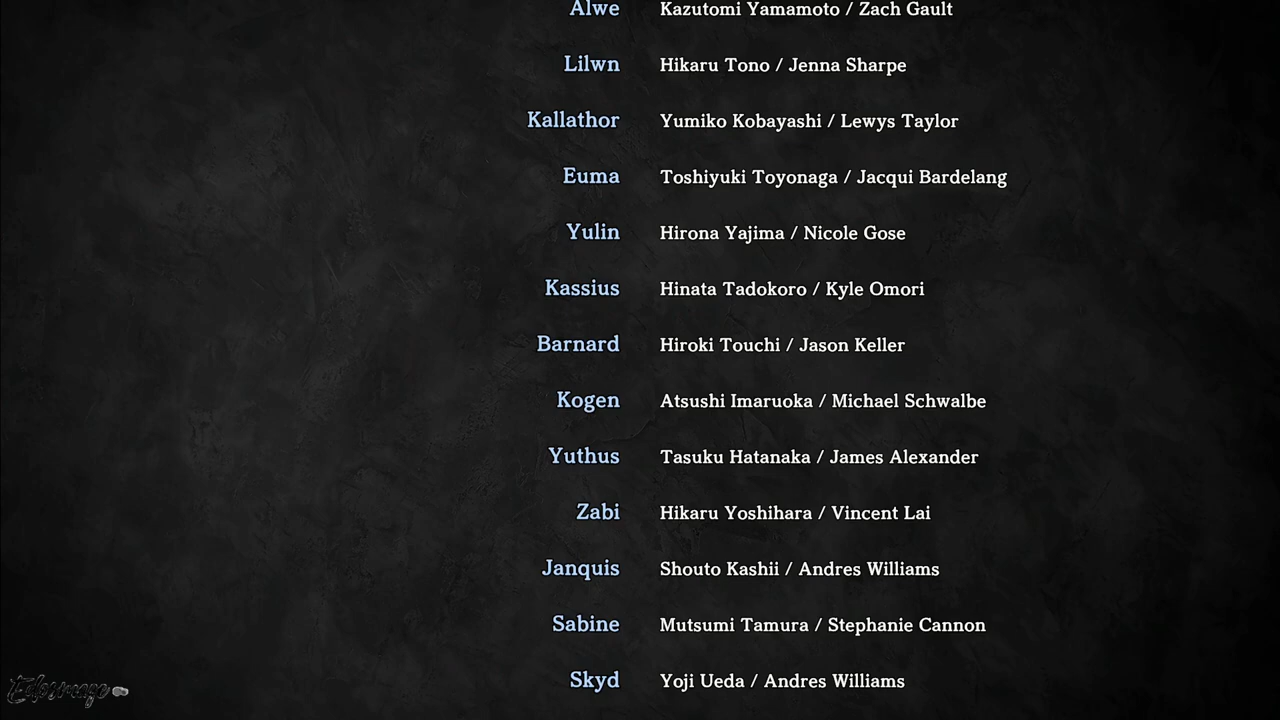 Alwe Kazutomi Yamamoto / Zach Gault
Lilwn Hikaru Tono / Jenna Sharpe
Kallathor Yumiko Kobayashi / Lewys Taylor
Euma Toshiyuki Toyonaga / Jacqui Bardelang
Yulin Hirona Yajima / Nicole Gose
Kassius Hinata Tadokoro / Kyle Omori
Barnard Hiroki Touchi / Jason Keller
Kogen Atsushi Imaruoka / Michael Schwalbe
Yuthus Tasuku Hatanaka / James Alexander
Zabi Hikaru Yoshihara / Vincent Lai
Janquis Shouto Kashii / Andres Williams
Sabine Mutsumi Tamura / Stephanie Cannon
Skyd Yoji Ueda / Andres Williams